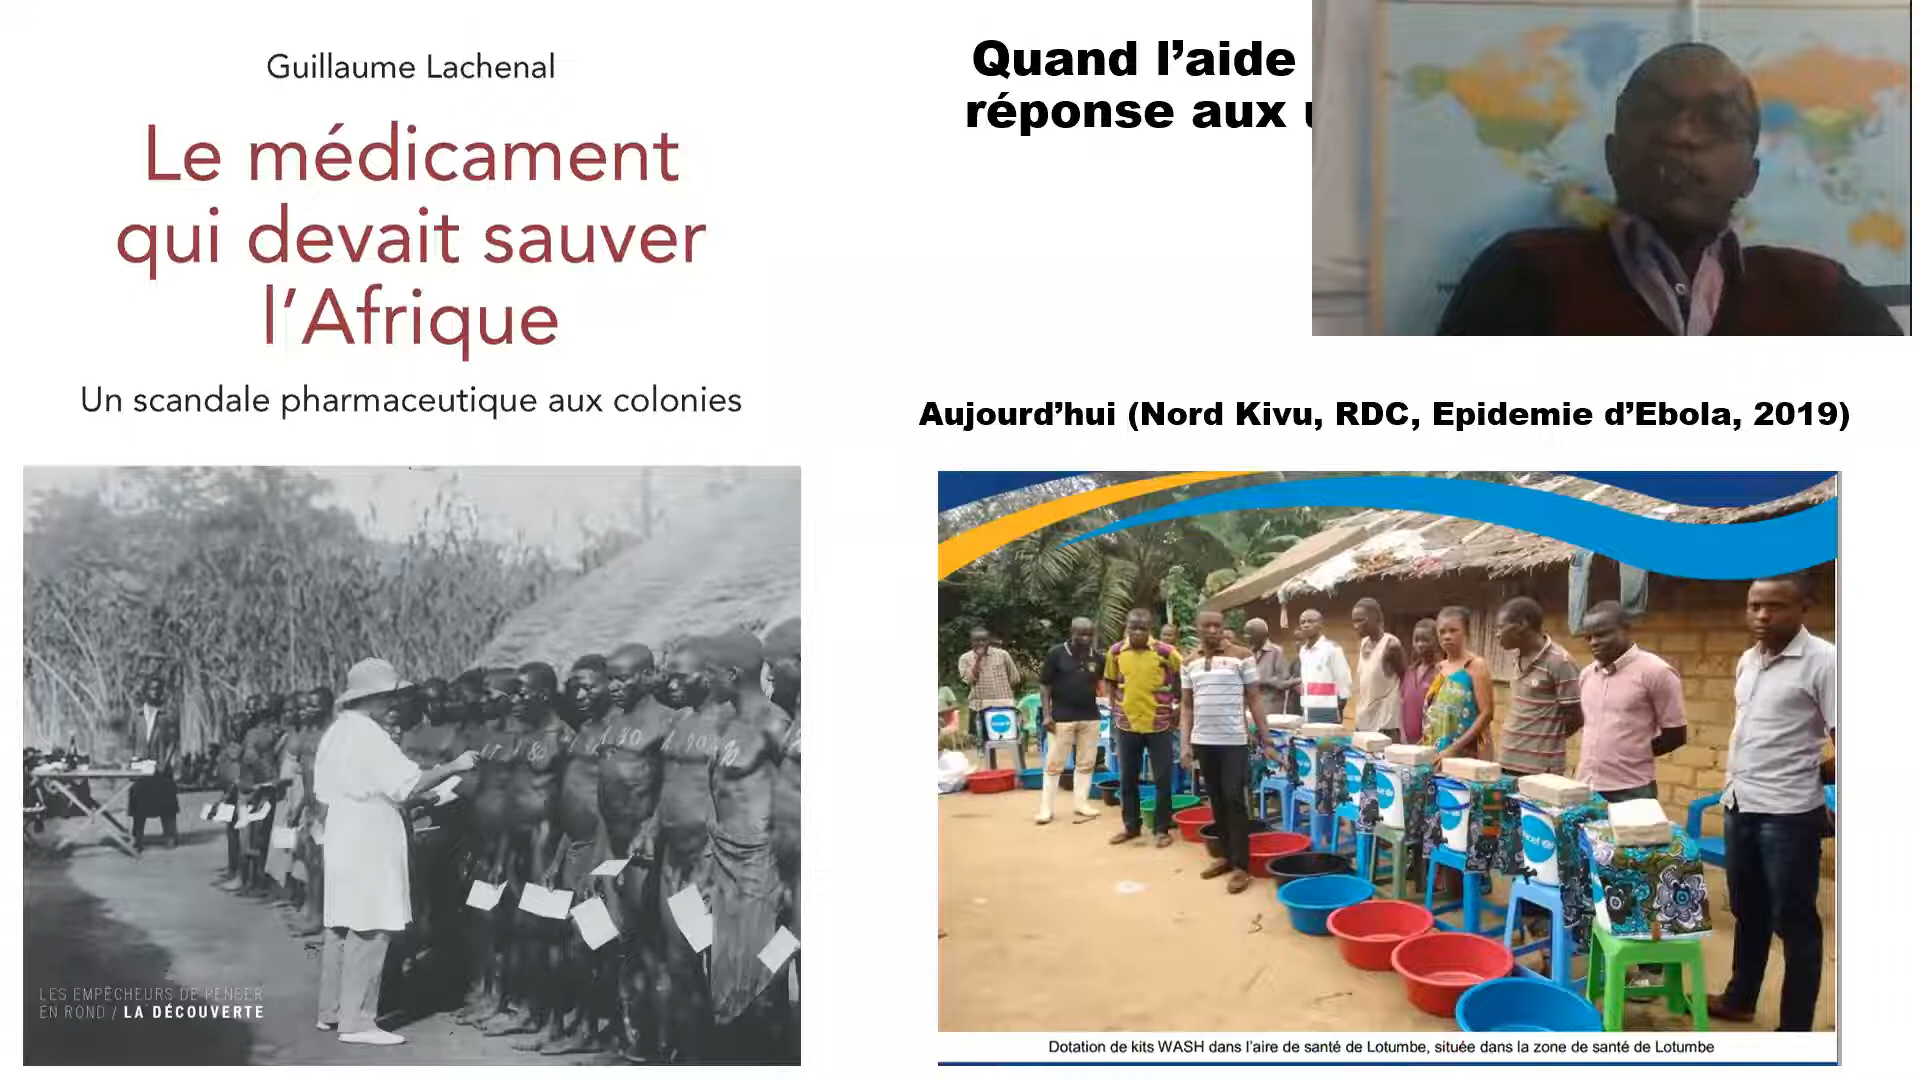 Guillaume Lachenal
Le médicament
qui devait sauver
l’Afrique
Un scandale pharmaceutique aux colonies
LES EMPÊCHEURS DE PENSER
EN ROND / LA DÉCOUVERTE
Quand l’aide
réponse aux
Aujourd’hui (Nord Kivu, RDC, Epidemie d’Ebola, 2019)
Dotation de kits WASH dans l’aire de santé de Lotumbe, située dans la zone de santé de Lotumbe